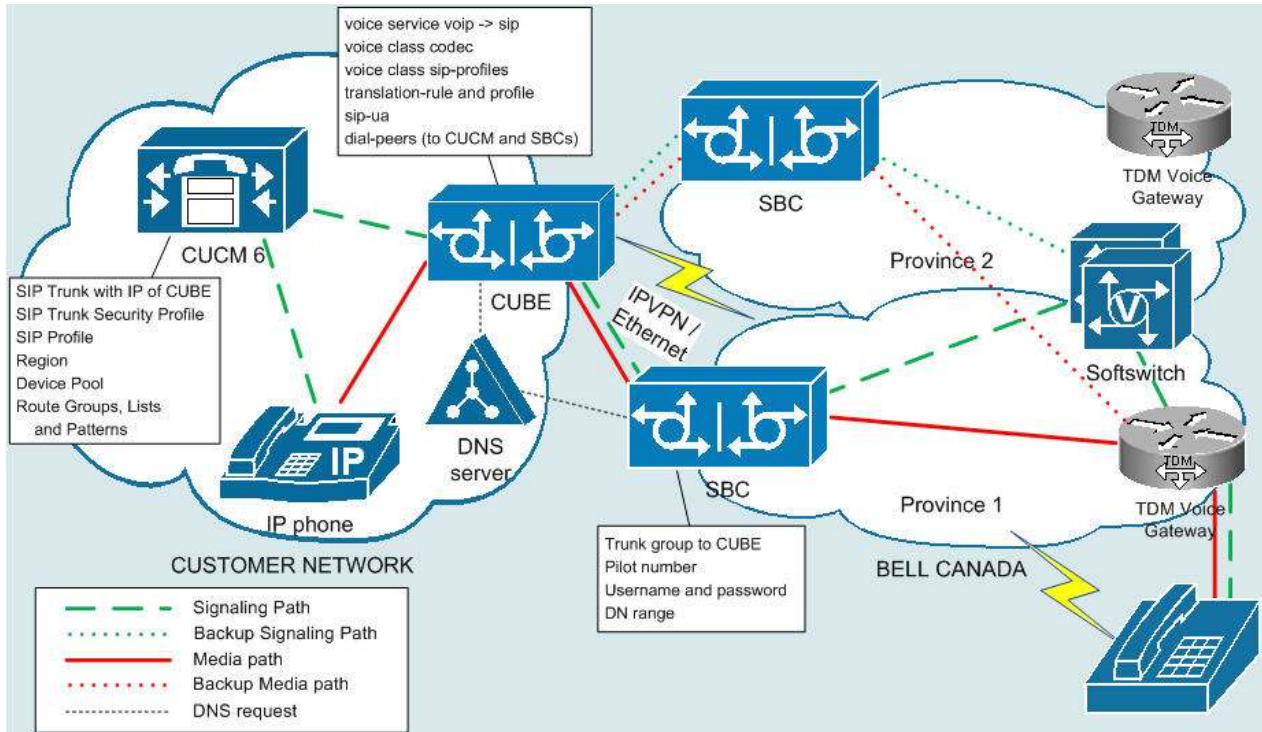 voice service voip -> sip
voice class codec
voice class sip-profiles
translation-rule and profile
sip-ua
dial-peers (to CUCM and SBCs)
CUCM 6
SIP Trunk with IP of CUBE
SIP Trunk Security Profile
SIP Profile
Region
Device Pool
Route Groups, Lists
and Patterns
CUBE
IPVPN /
Ethernet
DNS
server
IP
IP phone
CUSTOMER NETWORK
SBC
TDM
TDM Voice
Gateway
Province 2
V
Softswitch
SBC
TDM
TDM Voice
Gateway
Province 1
BELL CANADA
Trunk group to CUBE
Pilot number
Username and password
DN range
Signaling Path
Backup Signaling Path
Media path
Backup Media path
DNS request